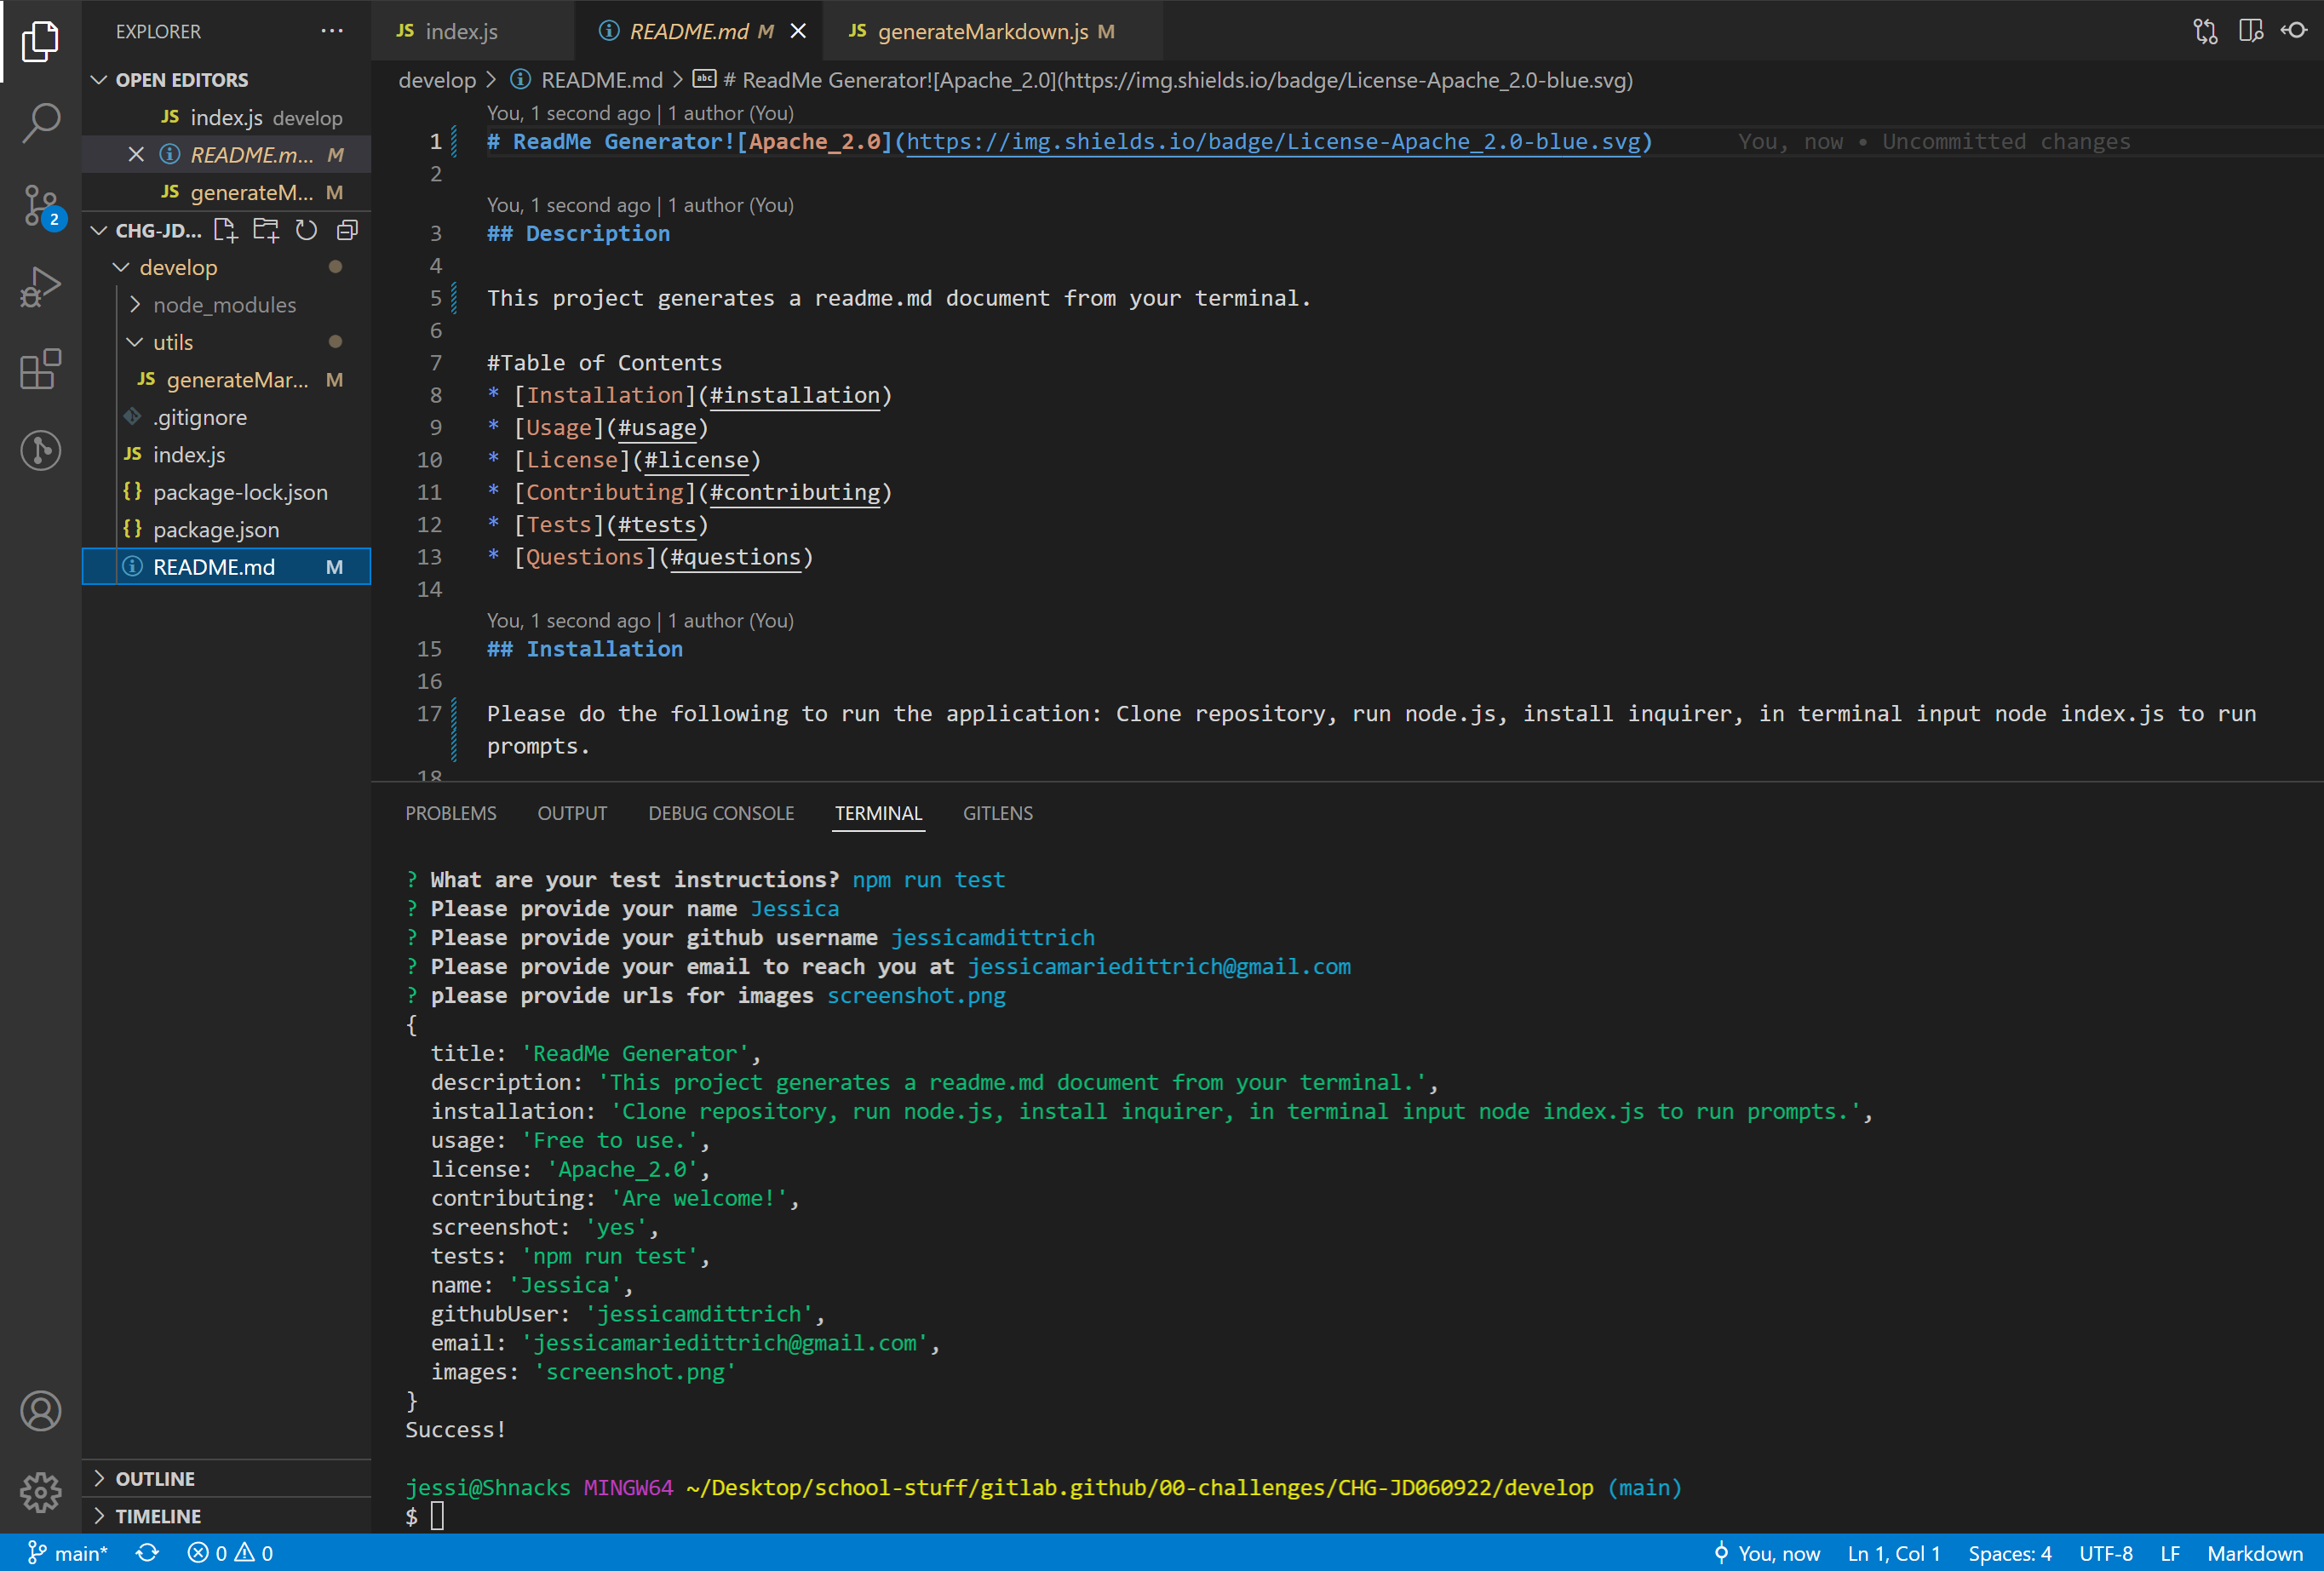 EXPLORER ···
OPEN EDITORS
JS index.js develop
README.m... M
JS generateM... M
CHG-JD...
develop
node_modules
utils
JS generateMar... M
.gitignore
JS index.js
{} package-lock.json
{} package.json
README.md M
OUTLINE
TIMELINE
2
JS index.js
README.md M
JS generateMarkdown.js M
develop > README.md > # ReadMe Generator![Apache_2.0](https://img.shields.io/badge/License-Apache_2.0-blue.svg)
You, 1 second ago | 1 author (You)
1 # ReadMe Generator![Apache_2.0](https://img.shields.io/badge/License-Apache_2.0-blue.svg) You, now • Uncommitted changes
2
You, 1 second ago | 1 author (You)
3 ## Description
4
5 This project generates a readme.md document from your terminal.
6
7 #Table of Contents
8 * [Installation](#installation)
9 * [Usage](#usage)
10 * [License](#license)
11 * [Contributing](#contributing)
12 * [Tests](#tests)
13 * [Questions](#questions)
14
You, 1 second ago | 1 author (You)
15 ## Installation
16
17 Please do the following to run the application: Clone repository, run node.js, install inquirer, in terminal input node index.js to run
prompts.
18
PROBLEMS OUTPUT DEBUG CONSOLE TERMINAL GITLENS
? What are your test instructions? npm run test
? Please provide your name Jessica
? Please provide your github username jessicamdittrich
? Please provide your email to reach you at jessicamariedittrich@gmail.com
? please provide urls for images screenshot.png
{
title: 'ReadMe Generator',
description: 'This project generates a readme.md document from your terminal.',
installation: 'Clone repository, run node.js, install inquirer, in terminal input node index.js to run prompts.',
usage: 'Free to use.',
license: 'Apache_2.0',
contributing: 'Are welcome!',
screenshot: 'yes',
tests: 'npm run test',
name: 'Jessica',
githubUser: 'jessicamdittrich',
email: 'jessicamariedittrich@gmail.com',
images: 'screenshot.png'
}
Success!
jessi@Shnacks MINGW64 ~/Desktop/school-stuff/gitlab.github/00-challenges/CHG-JD060922/develop (main)
$
main* 0 0 You, now Ln 1, Col 1 Spaces: 4 UTF-8 LF Markdown